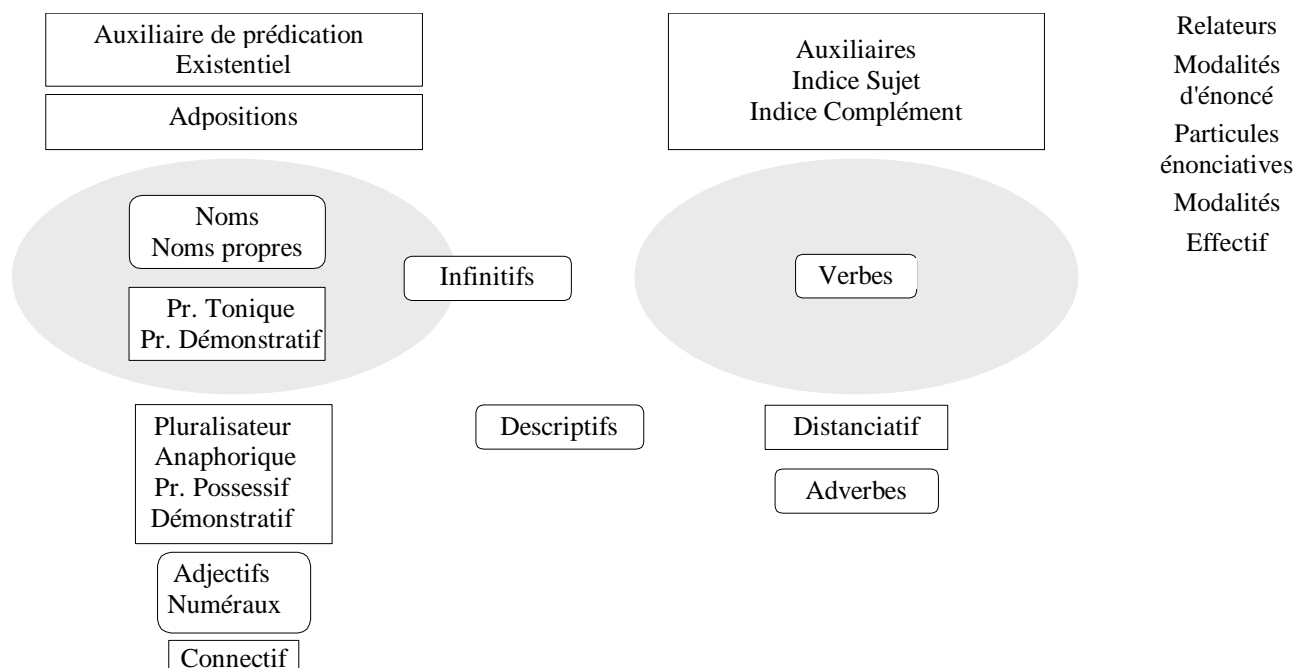 Auxiliaire de prédication
Existentiel
Adpositions
Auxiliaires
Indice Sujet
Indice Complément
Relateurs
Modalités
d'énoncé
Particules
énonciatives
Modalités
Effectif
Noms
Noms propres
Infinitifs
Verbes
Pr. Tonique
Pr. Démonstratif
Pluralisateur
Anaphorique
Pr. Possessif
Démonstratif
Descriptifs
Distanciatif
Adverbes
Adjectifs
Numéraux
Connectif